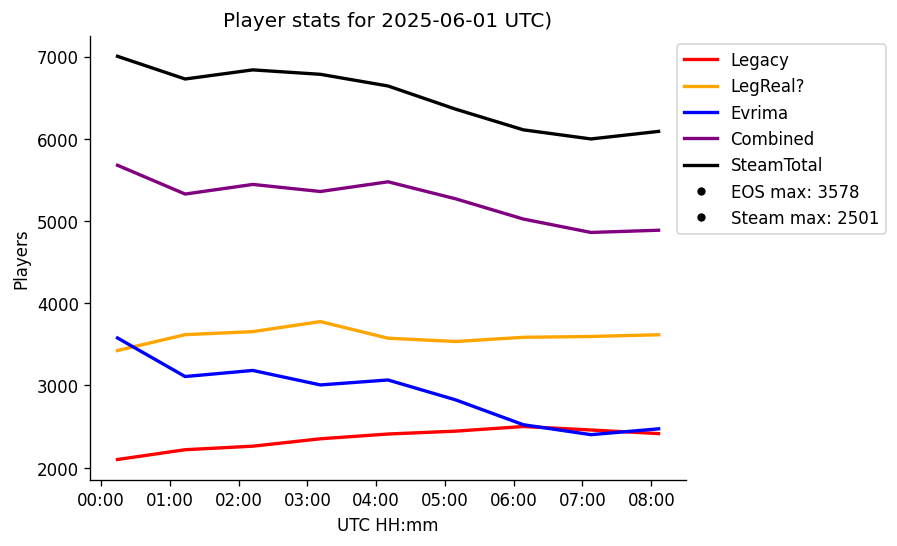 Player stats for 2025-06-01 UTC)
Legacy
LegReal?
Evrima
Combined
SteamTotal
EOS max: 3578
Steam max: 2501
Players
7000
6000
5000
4000
3000
2000
00:00 01:00 02:00 03:00 04:00 05:00 06:00 07:00 08:00
UTC HH:mm